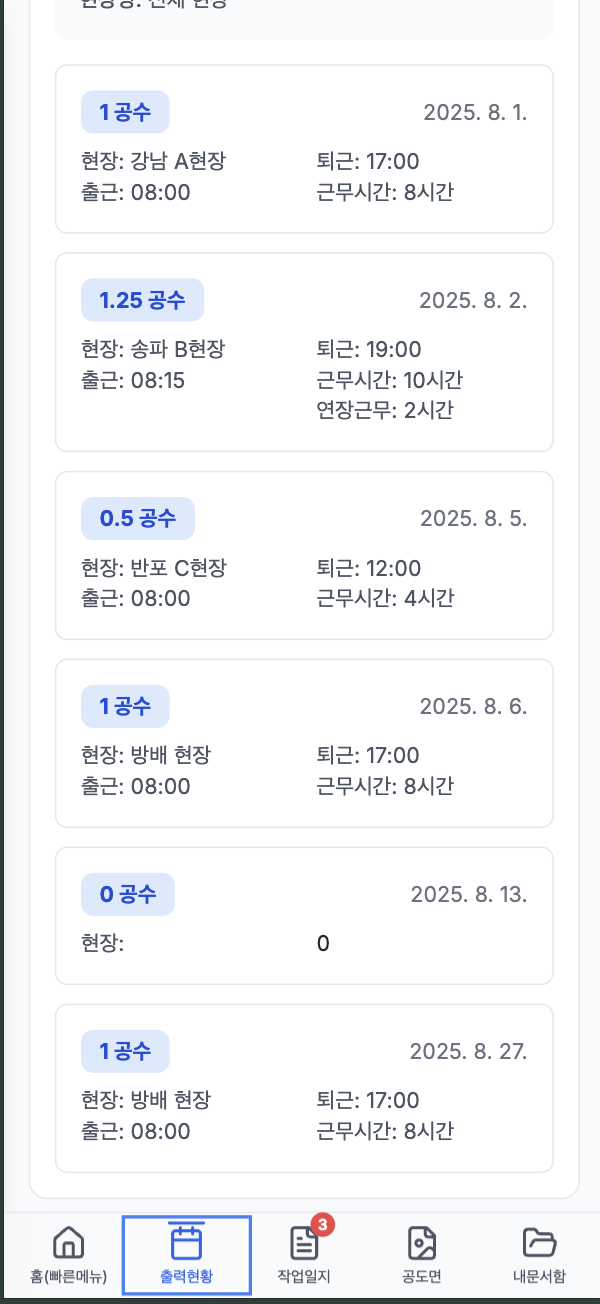 현장명: 전체 현장
1 공수 2025. 8. 1.
현장: 강남 A현장 퇴근: 17:00
출근: 08:00 근무시간: 8시간
1.25 공수 2025. 8. 2.
현장: 송파 B현장 퇴근: 19:00
출근: 08:15 근무시간: 10시간
연장근무: 2시간
0.5 공수 2025. 8. 5.
현장: 반포 C현장 퇴근: 12:00
출근: 08:00 근무시간: 4시간
1 공수 2025. 8. 6.
현장: 방배 현장 퇴근: 17:00
출근: 08:00 근무시간: 8시간
0 공수 2025. 8. 13.
현장: 0
1 공수 2025. 8. 27.
현장: 방배 현장 퇴근: 17:00
출근: 08:00 근무시간: 8시간
3
홈(빠른메뉴) 출력현황 작업일지 공도면 내문서함